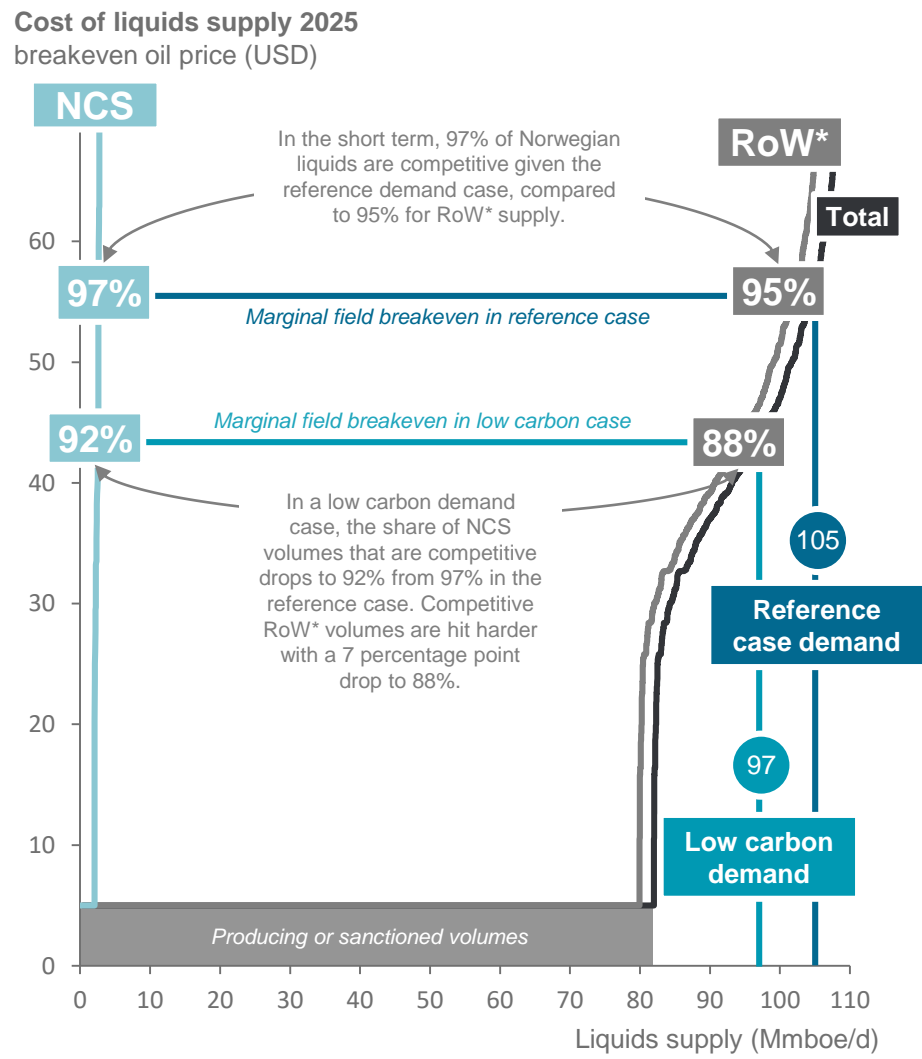 Cost of liquids supply 2025
breakeven oil price (USD)
NCS
RoW*
Total
In the short term, 97% of Norwegian
liquids are competitive given the
reference demand case, compared
to 95% for RoW* supply.
60
97%
95%
Marginal field breakeven in reference case
50
Marginal field breakeven in low carbon case
92%
88%
40
In a low carbon demand
case, the share of NCS
volumes that are competitive
drops to 92% from 97% in the
reference case. Competitive
RoW* volumes are hit harder
with a 7 percentage point
drop to 88%.
105
30
Reference
case demand
20
97
10
Low carbon
demand
Producing or sanctioned volumes
0
0 10 20 30 40 50 60 70 80 90 100 110
Liquids supply (Mmboe/d)